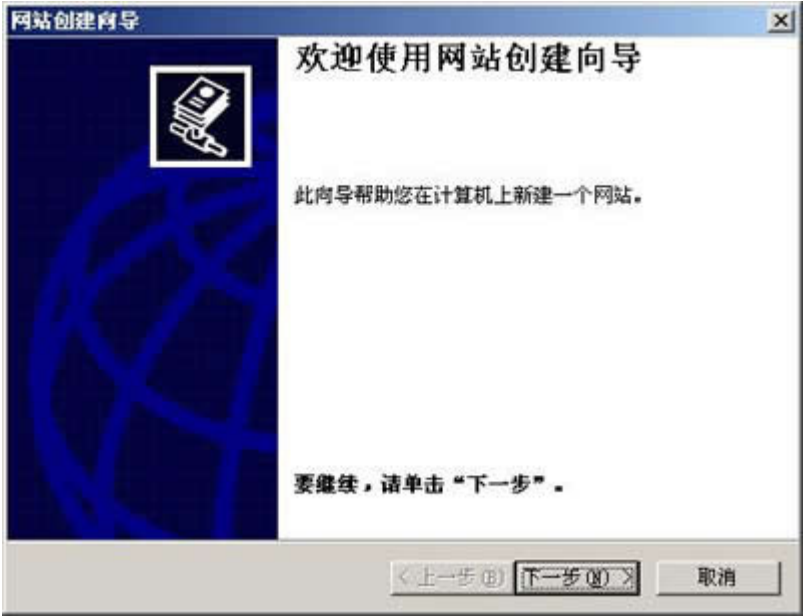 网站创建向导
欢迎使用网站创建向导
此向导帮助您在计算机上新建一个网站。
要继续，请单击“下一步”。
< 上一步(B) 下一步(N) > 取消